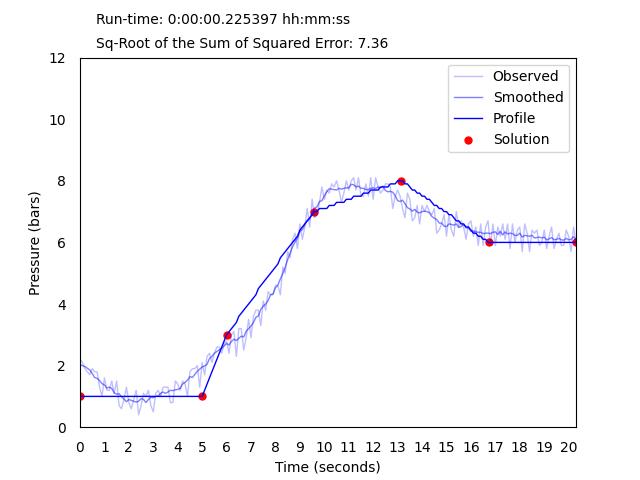 Run-time: 0:00:00.225397 hh:mm:ss
Sq-Root of the Sum of Squared Error: 7.36
12
10
8
6
4
2
0
Pressure (bars)
Observed
Smoothed
Profile
Solution
0 1 2 3 4 5 6 7 8 9 10 11 12 13 14 15 16 17 18 19 20
Time (seconds)